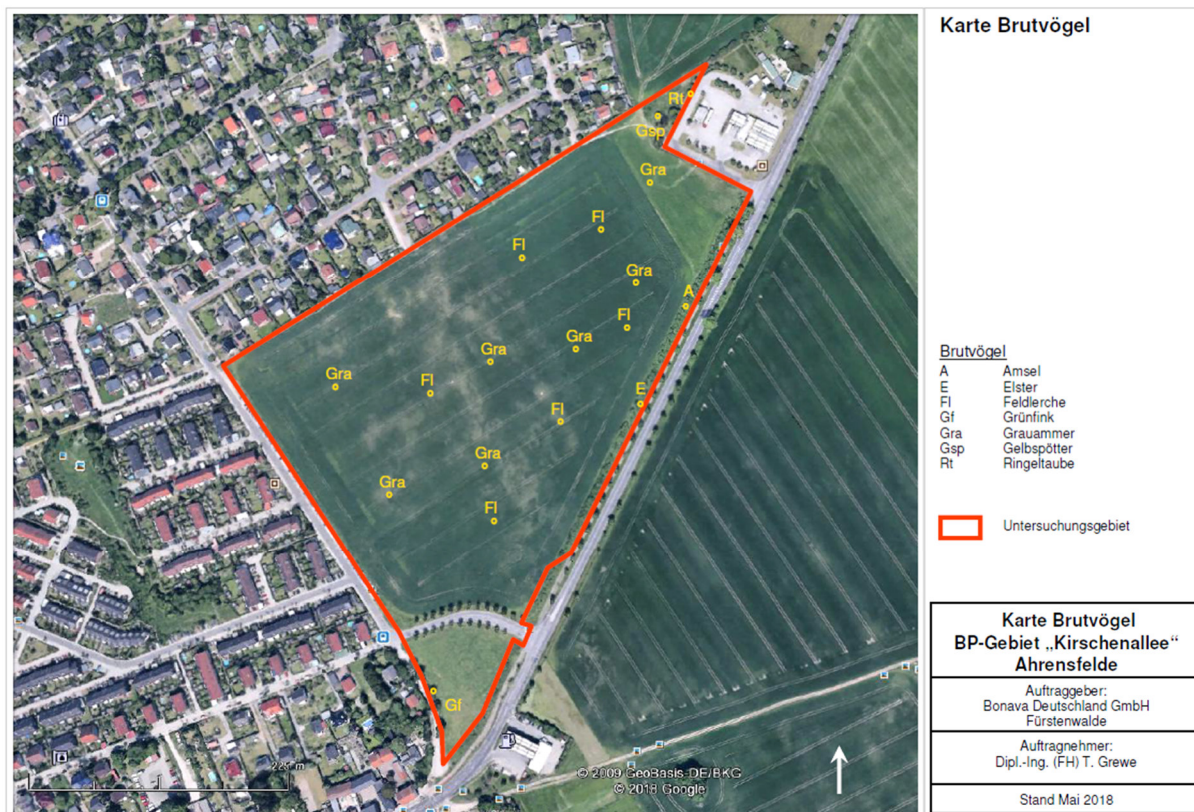 Karte Brutvögel
Rt
Gsp
Gra
Fl
Fl
Gra
A
Fl
Gra
Gra
Gra
Fl
E
Fl
Gra
Gra
Fl
Gf
225 m
© 2009 GeoBasis-DE/BKG
© 2018 Google
Brutvögel
A Amsel
E Elster
Fl Feldlerche
Gf Grünfink
Gra Grauammer
Gsp Gelbspötter
Rt Ringeltaube
Untersuchungsgebiet
Karte Brutvögel
BP-Gebiet „Kirschenallee“
Ahrensfelde
Auftraggeber:
Bonava Deutschland GmbH
Fürstenwalde
Auftragnehmer:
Dipl.-Ing. (FH) T. Grewe
Stand Mai 2018